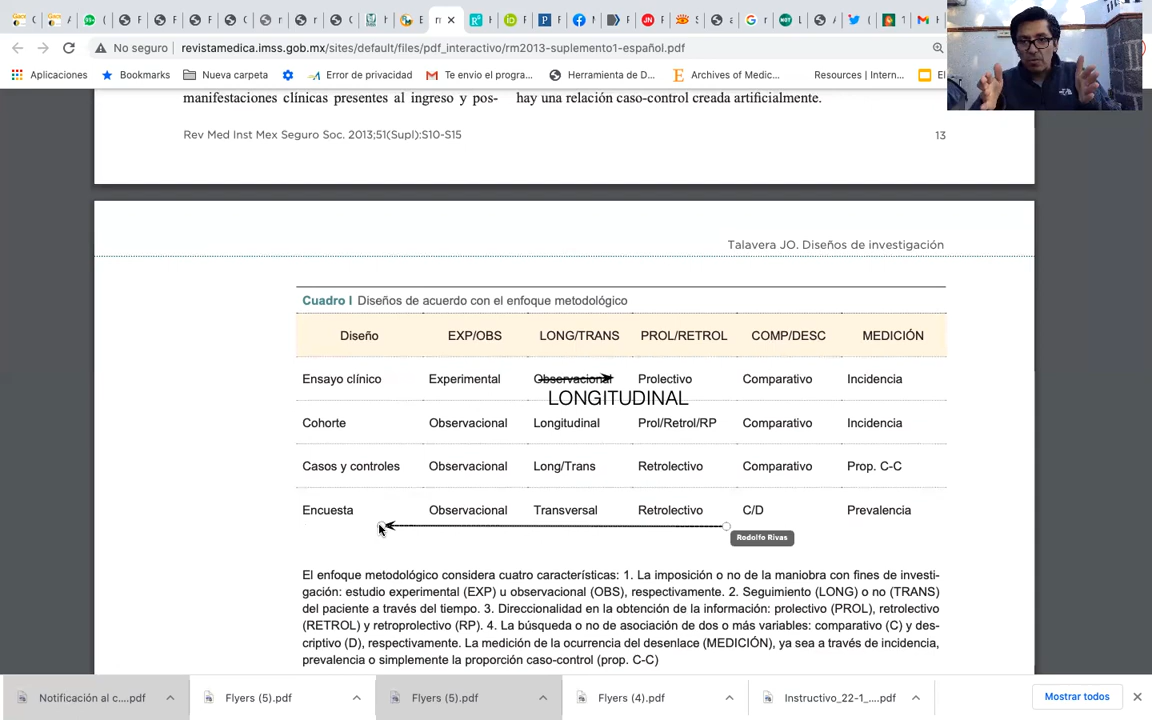 No seguro
revistamedica.imss.gob.mx/sites/default/files/pdf_interactivo/rm2013-suplemento1-español.pdf
Aplicaciones
Bookmarks
Nueva carpeta
Error de privacidad
Te envio el progra...
Herramienta de D...
Archives of Medic...
Resources | Intern...
El
manifestaciones clínicas presentes al ingreso y pos-
hay una relación caso-control creada artificialmente.
Rev Med Inst Mex Seguro Soc. 2013;51(Supl):S10-S15
13
Talavera JO. Diseños de investigación
Cuadro I Diseños de acuerdo con el enfoque metodológico
Diseño EXP/OBS LONG/TRANS PROL/RETROL COMP/DESC MEDICIÓN
Ensayo clínico Experimental Observacional Prolectivo Comparativo Incidencia
LONGITUDINAL
Cohorte Observacional Longitudinal Prol/Retrol/RP Comparativo Incidencia
Casos y controles Observacional Long/Trans Retrolectivo Comparativo Prop. C-C
Encuesta Observacional Transversal Retrolectivo C/D Prevalencia
Rodolfo Rivas
El enfoque metodológico considera cuatro características: 1. La imposición o no de la maniobra con fines de investi-
gación: estudio experimental (EXP) u observacional (OBS), respectivamente. 2. Seguimiento (LONG) o no (TRANS)
del paciente a través del tiempo. 3. Direccionalidad en la obtención de la información: prolectivo (PROL), retrolectivo
(RETROL) y retroprolectivo (RP). 4. La búsqueda o no de asociación de dos o más variables: comparativo (C) y des-
criptivo (D), respectivamente. La medición de la ocurrencia del desenlace (MEDICIÓN), ya sea a través de incidencia,
prevalencia o simplemente la proporción caso-control (prop. C-C)
Notificación al c....pdf
Flyers (5).pdf
Flyers (5).pdf
Flyers (4).pdf
Instructivo_22-1_....pdf
Mostrar todos